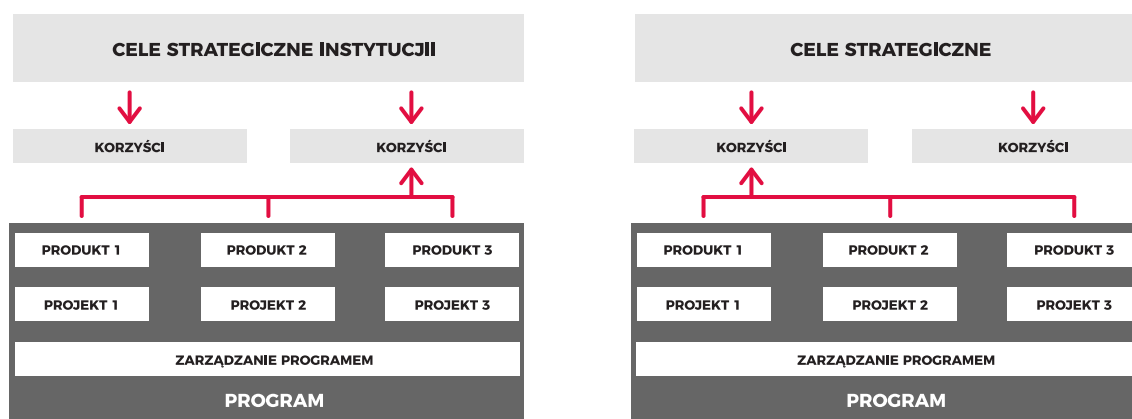 CELE STRATEGICZNE INSTYTUCJII
KORZYŚCI
KORZYŚCI
PRODUKT 1
PRODUKT 2
PRODUKT 3
PROJEKT 1
PROJEKT 2
PROJEKT 3
ZARZĄDZANIE PROGRAMEM
PROGRAM
CELE STRATEGICZNE
KORZYŚCI
KORZYŚCI
PRODUKT 1
PRODUKT 2
PRODUKT 3
PROJEKT 1
PROJEKT 2
PROJEKT 3
ZARZĄDZANIE PROGRAMEM
PROGRAM